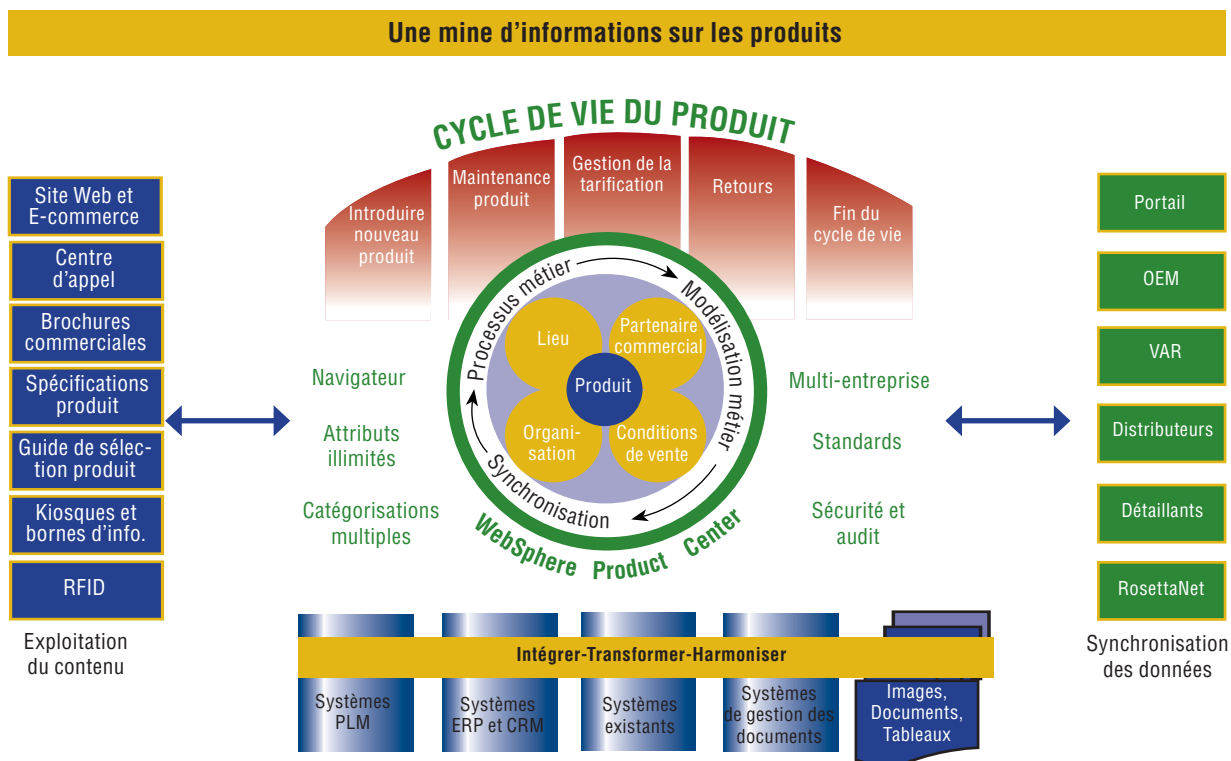 Une mine d’informations sur les produits
CYCLE DE VIE DU PRODUIT
Introduire
nouveau
produit
Maintenance
produit
Gestion de la
tarification
Retours
Fin du
cycle de vie
Site Web et
E-commerce
Centre
d’appel
Brochures
commerciales
Spécifications
produit
Guide de sélec-
tion produit
Kiosques et
bornes d’info.
RFID
Exploitation
du contenu
Navigateur
Attributs
illimités
Catégorisations
multiples
Processus métier
Modélisation métier
Synchronisation
Lieu
Partenaire
commercial
Produit
Organi-
sation
Conditions
de vente
WebSphere Product Center
Multi-entreprise
Standards
Sécurité et
audit
Portail
OEM
VAR
Distributeurs
Détaillants
RosettaNet
Synchronisation
des données
Intégrer-Transformer-Harmoniser
Systèmes
PLM
Systèmes
ERP et CRM
Systèmes
existants
Systèmes
de gestion des
documents
Images,
Documents,
Tableaux